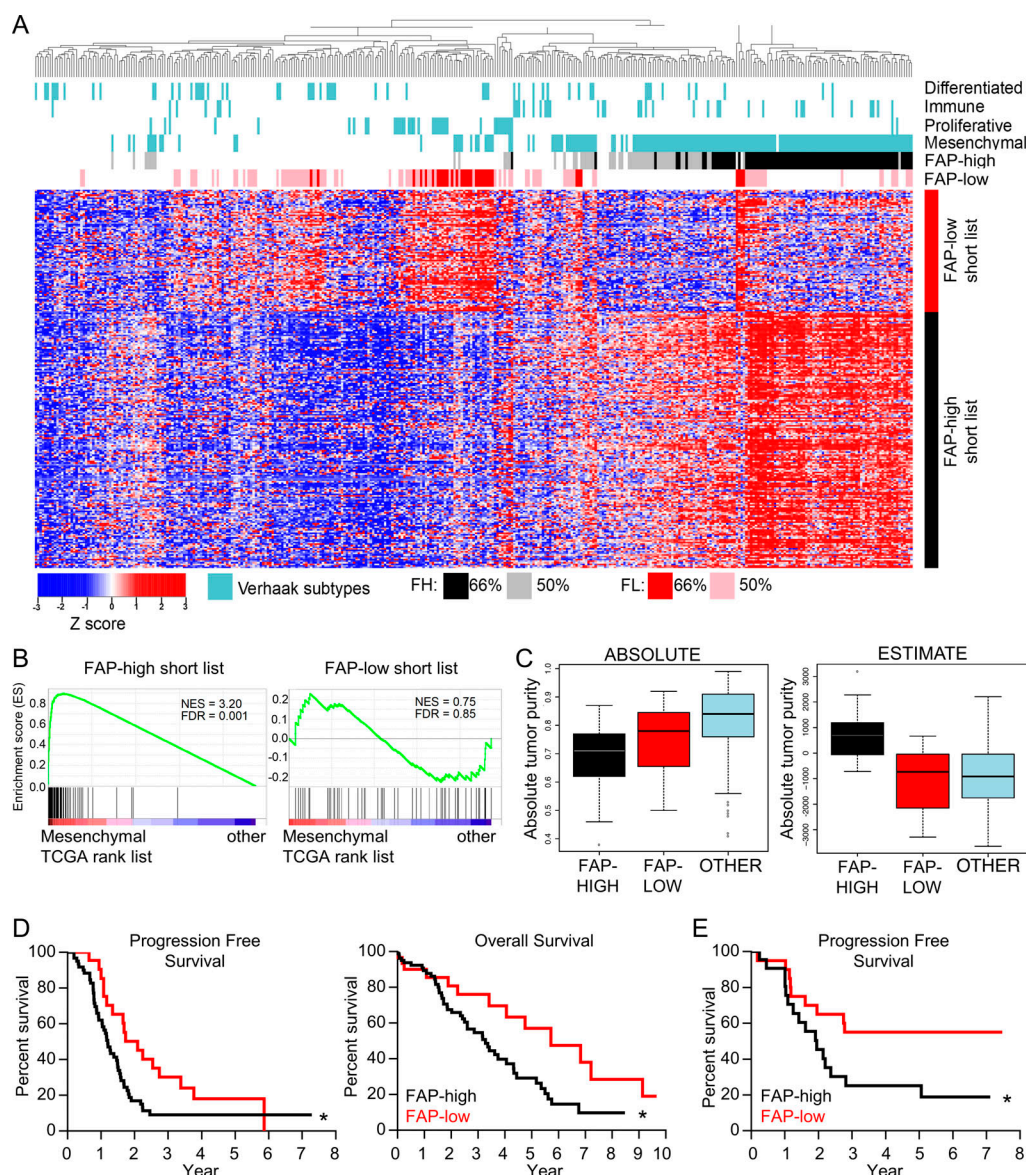 A
Differentiated
Immune
Proliferative
Mesenchymal
FAP-high
FAP-low
FAP-low
short list
FAP-high
short list
-3 -2 -1 0 1 2 3
Z score
Verhaak subtypes
FH: 66% 50%
FL: 66% 50%
B
FAP-high short list
Enrichment score (ES)
0.8
0.6
0.4
0.2
0.0
NES = 3.20
FDR = 0.001
Mesenchymal other
TCGA rank list
FAP-low short list
0.2
0.0
-0.2
NES = 0.75
FDR = 0.85
Mesenchymal other
TCGA rank list
C
ABSOLUTE
Absolute tumor purity
1.0
0.9
0.8
0.7
0.6
0.5
0.4
FAP-
HIGH
FAP-
LOW
OTHER
ESTIMATE
Absolute tumor purity
3000
2000
1000
0
-1000
-2000
-3000
FAP-
HIGH
FAP-
LOW
OTHER
D
Progression Free
Survival
Percent survival
100
80
60
40
20
0
*
0 1 2 3 4 5 6 7 8
Year
Overall Survival
Percent survival
100
80
60
40
20
0
FAP-high
FAP-low
*
0 1 2 3 4 5 6 7 8 9 10
Year
E
Progression Free
Survival
Percent survival
100
80
60
40
20
0
FAP-high
FAP-low
*
0 1 2 3 4 5 6 7 8
Year